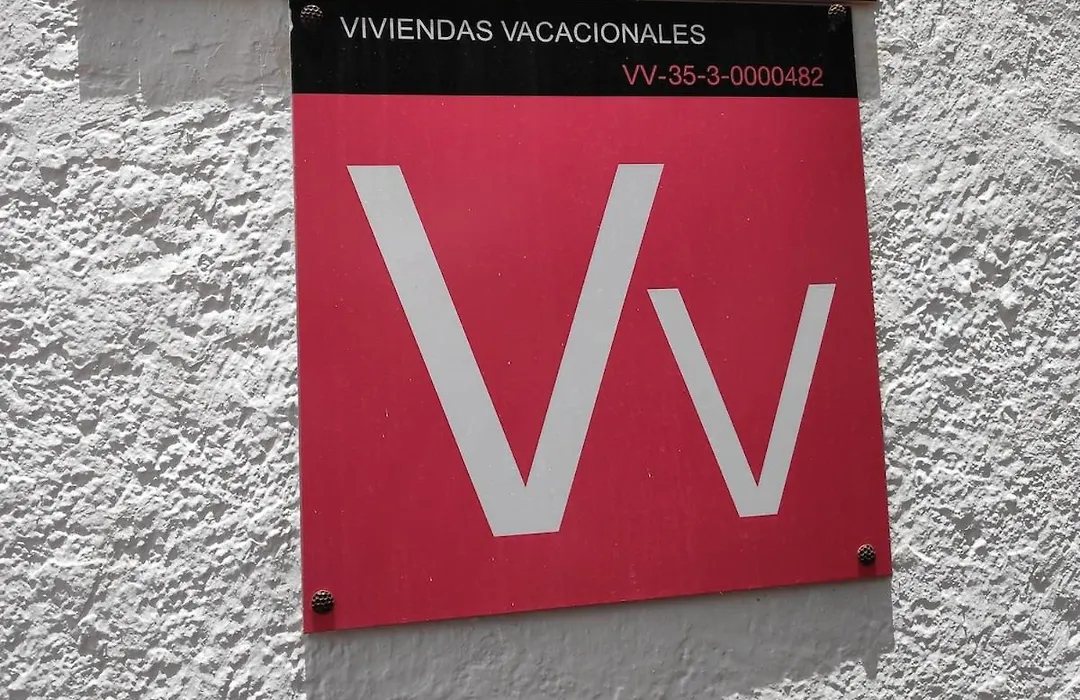 VIVIENDAS VACACIONALES
VV-35-3-0000482
Vv